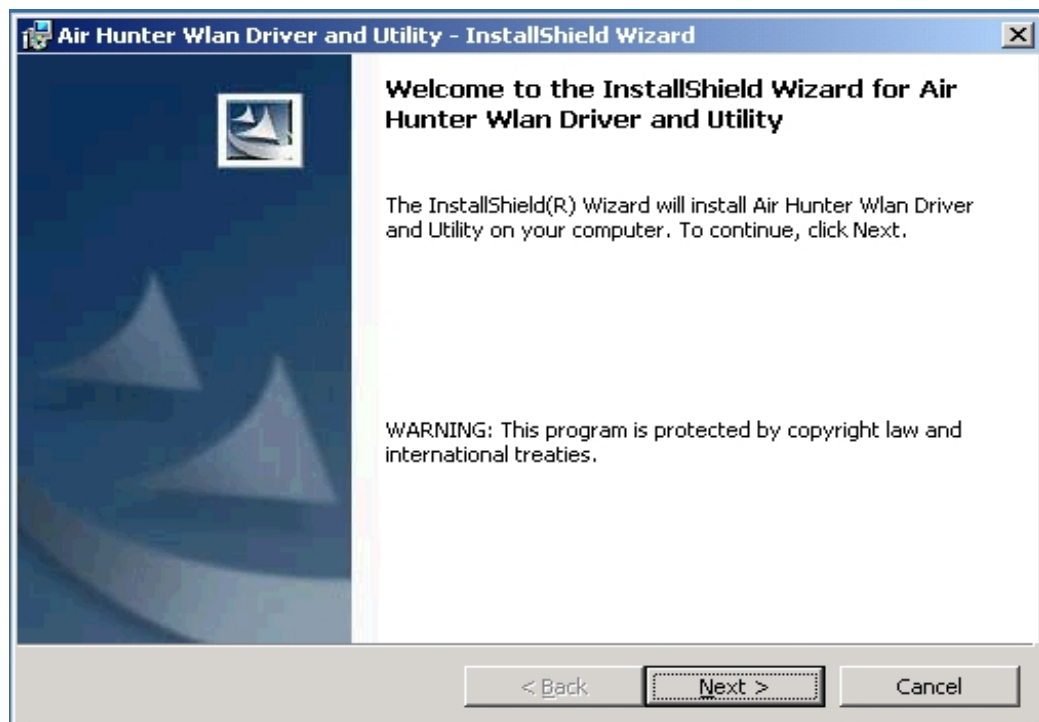 Air Hunter Wlan Driver and Utility - InstallShield Wizard
Welcome to the InstallShield Wizard for Air
Hunter Wlan Driver and Utility
The InstallShield(R) Wizard will install Air Hunter Wlan Driver
and Utility on your computer. To continue, click Next.
WARNING: This program is protected by copyright law and
international treaties.
< Back
Next >
Cancel